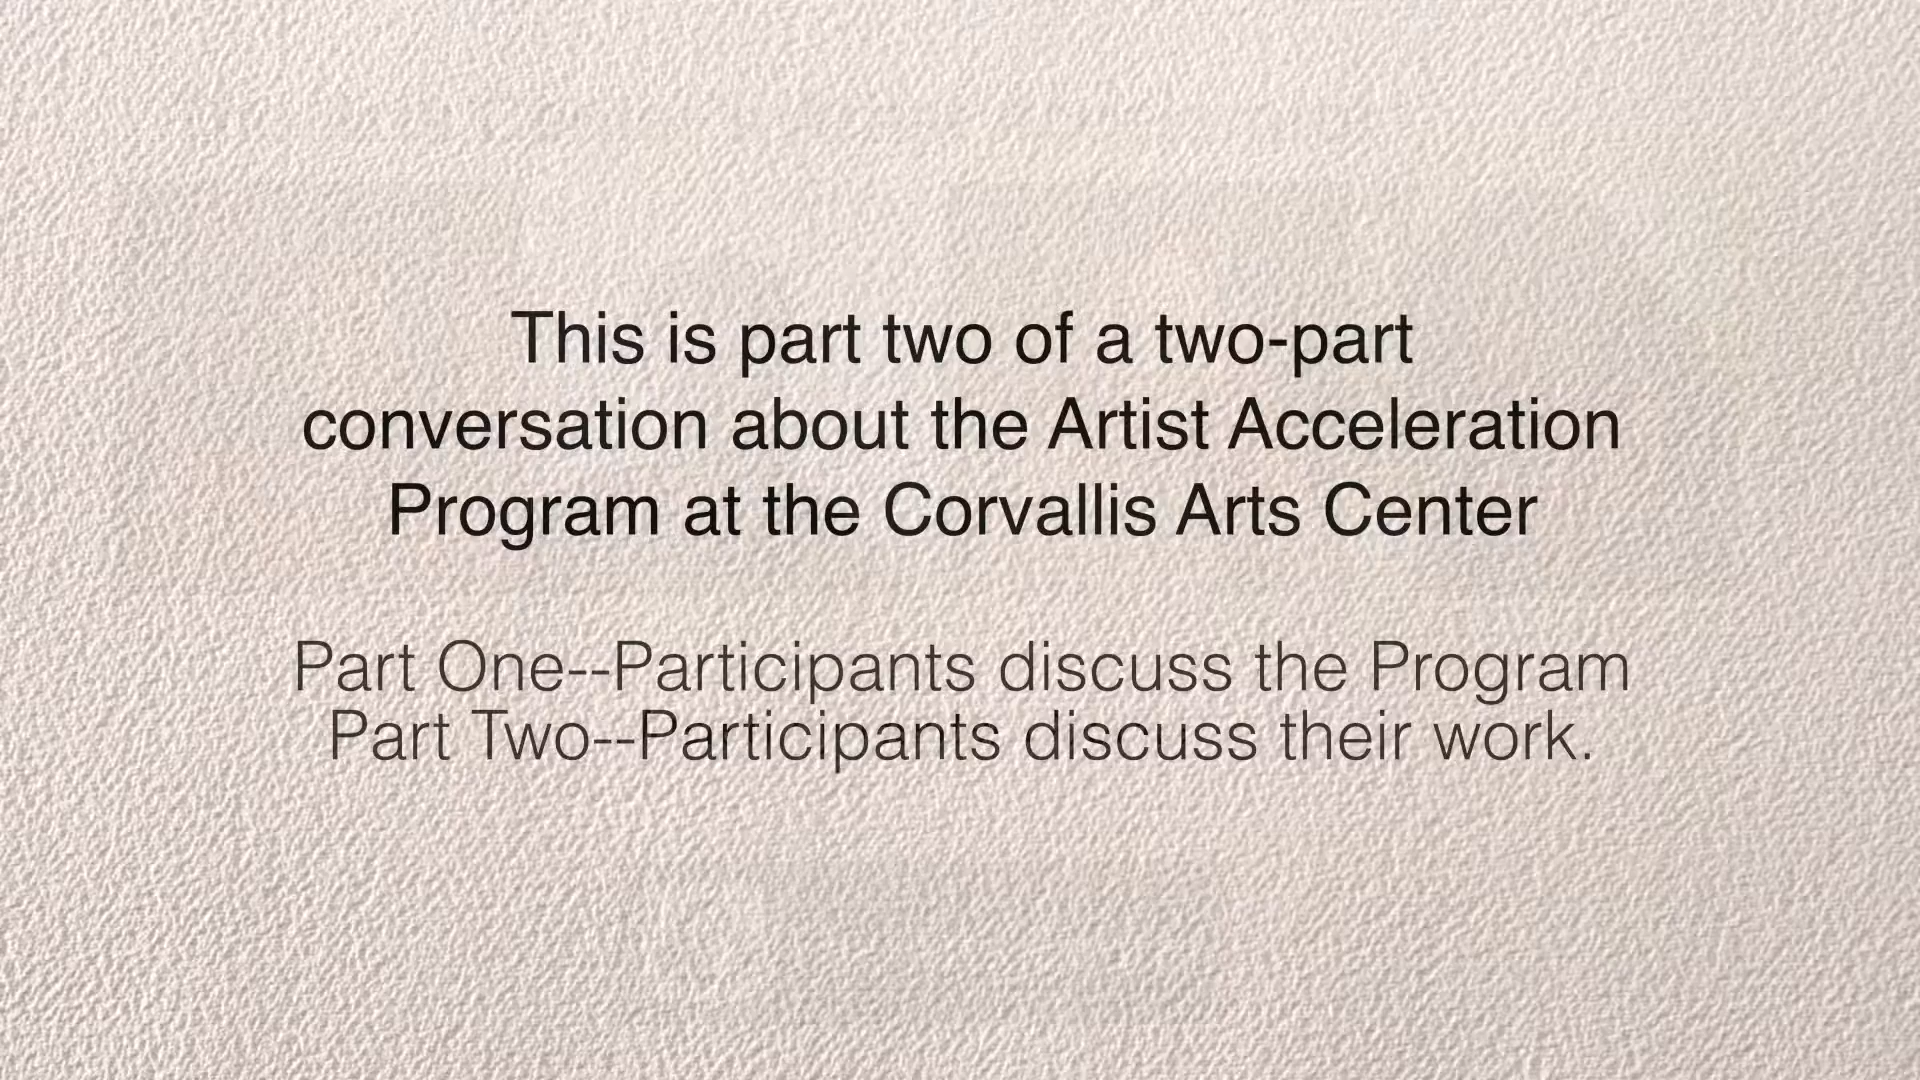 This is part two of a two-part
conversation about the Artist Acceleration
Program at the Corvallis Arts Center
Part One--Participants discuss the Program
Part Two--Participants discuss their work.